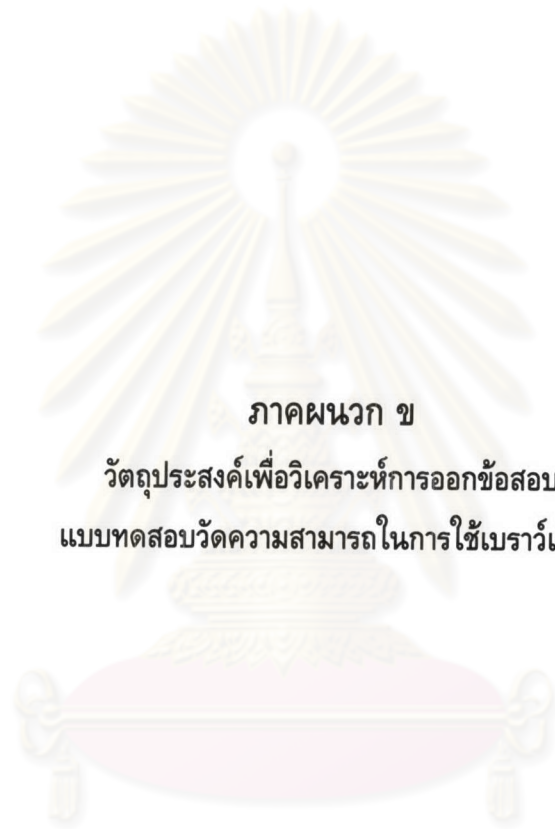 ภาคผนวก ข
วัตถุประสงค์เพื่อวิเคราะห์การออกข้อสอบ
แบบทดสอบวัดความสามารถในการใช้เบราว์เ